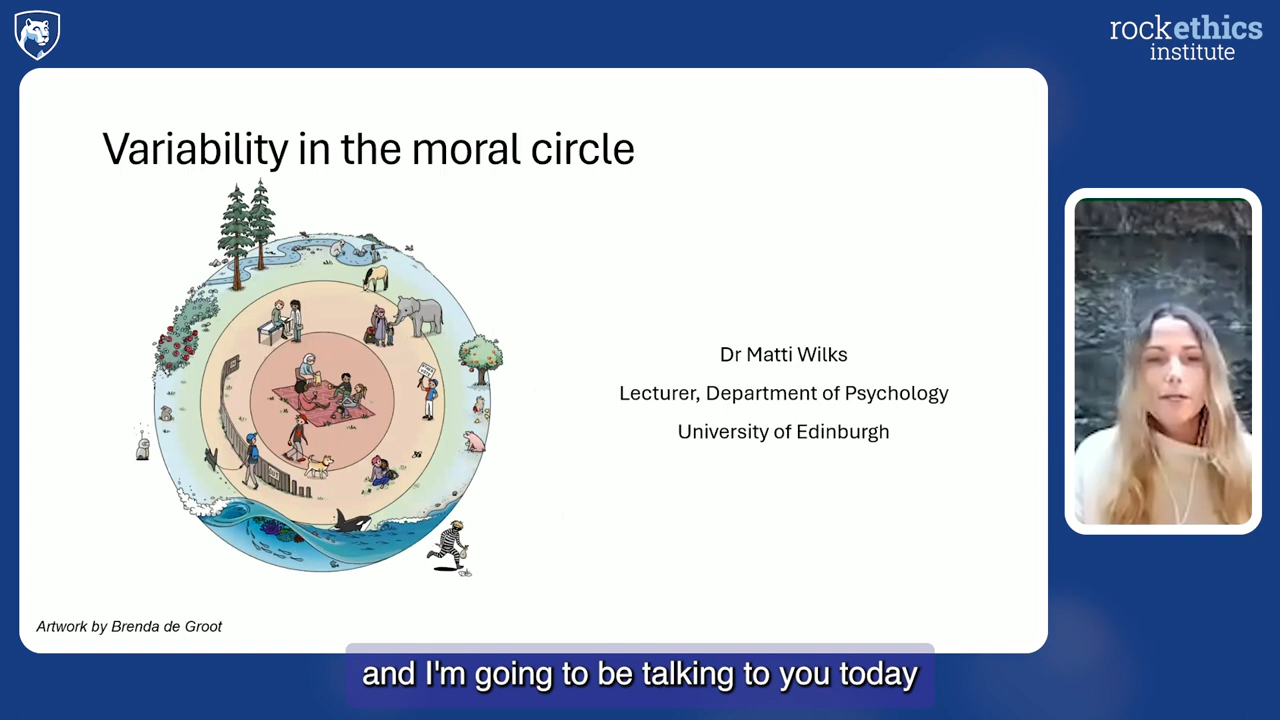 rockethics
institute
Variability in the moral circle
Dr Matti Wilks
Lecturer, Department of Psychology
University of Edinburgh
Artwork by Brenda de Groot
and I'm going to be talking to you today